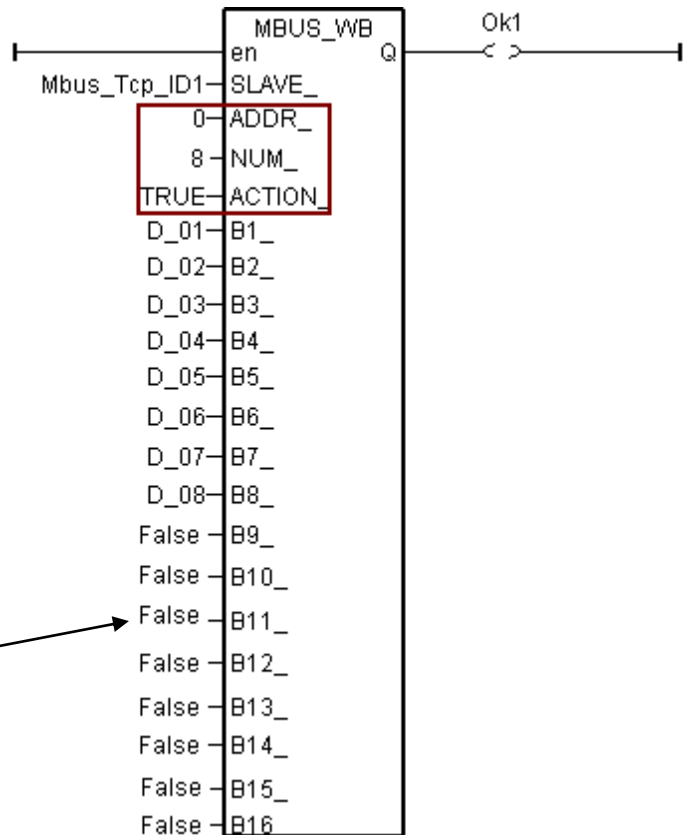 MBUS_WB Ok1
en Q
Mbus_Tcp_ID1 SLAVE_
0 ADDR_
8 NUM_
TRUE ACTION_
D_01 B1_
D_02 B2_
D_03 B3_
D_04 B4_
D_05 B5_
D_06 B6_
D_07 B7_
D_08 B8_
False B9_
False B10_
False B11_
False B12_
False B13_
False B14_
False B15_
False B16